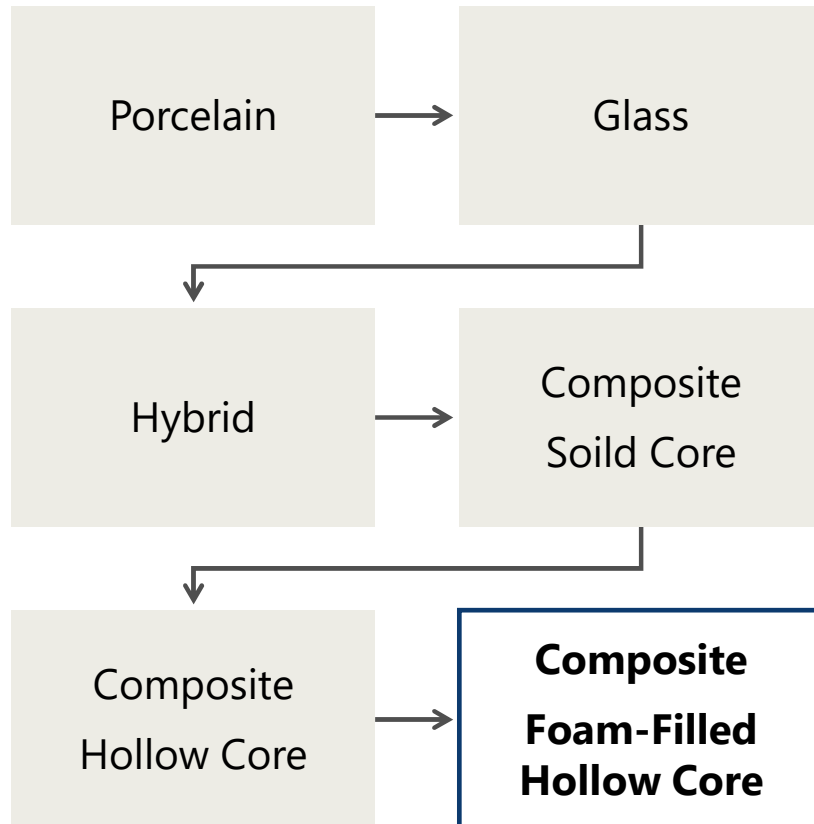 Porcelain
Glass
Hybrid
Composite
Soild Core
Composite
Hollow Core
Composite
Foam-Filled
Hollow Core